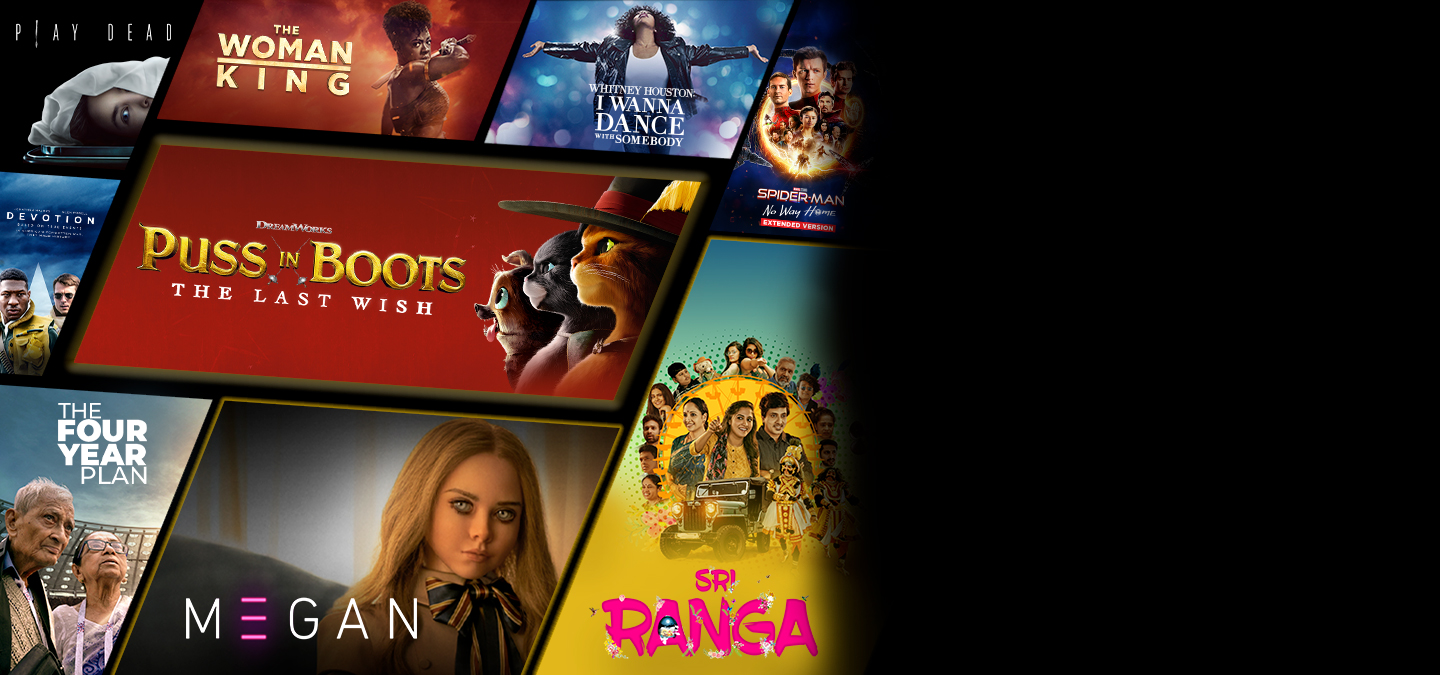 PLAY DEAD
THE
WOMAN
KING
WHITNEY HOUSTON:
I WANNA
DANCE
WITH SOMEBODY
SPIDER-MAN
No Way Home
EXTENDED VERSION
DEVOTION
DREAMWORKS
PUSS IN BOOTS
THE LAST WISH
THE
FOUR
YEAR
PLAN
MΞGAN
SRI
RANGA